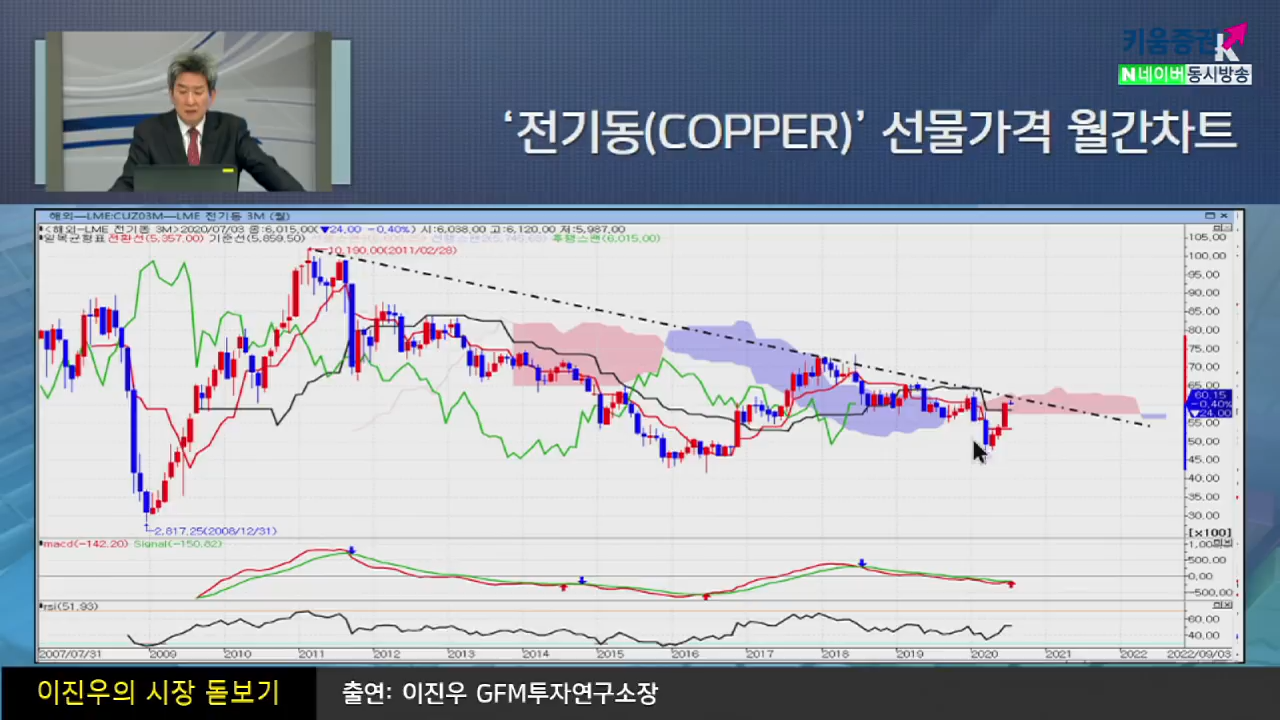 키움증권
N 네이버 동시방송
‘전기동(COPPER)’ 선물가격 월간차트
해외—LME:CUZ03M—LME 전기동 3M (월)
<해외-LME 전기동 3M>2020/07/03 종:6,015.00(▼24.00 -0.40%) 시:6,038.00 고:6,120.00 저:5,987.00
일목균형표 전환선(5,357.00) 기준선(5,859.50) 후행스팬(6,015.00)
10,190.00(2011/02/28)
105.00
100.00
95.00
90.00
85.00
80.00
75.00
70.00
65.00
60.15
-0.40%
▼24.00
55.00
50.00
45.00
40.00
35.00
30.00
2,817.25(2008/12/31)
[x100]
macd(-142.20) Signal(-150.82)
500.00
0.00
-500.00
rsi(51.93)
60.00
40.00
2007/07/31 2009 2010 2011 2012 2013 2014 2015 2016 2017 2018 2019 2020 2021 2022 2022/09/03
이진우의 시장 돋보기
출연: 이진우 GFM투자연구소장